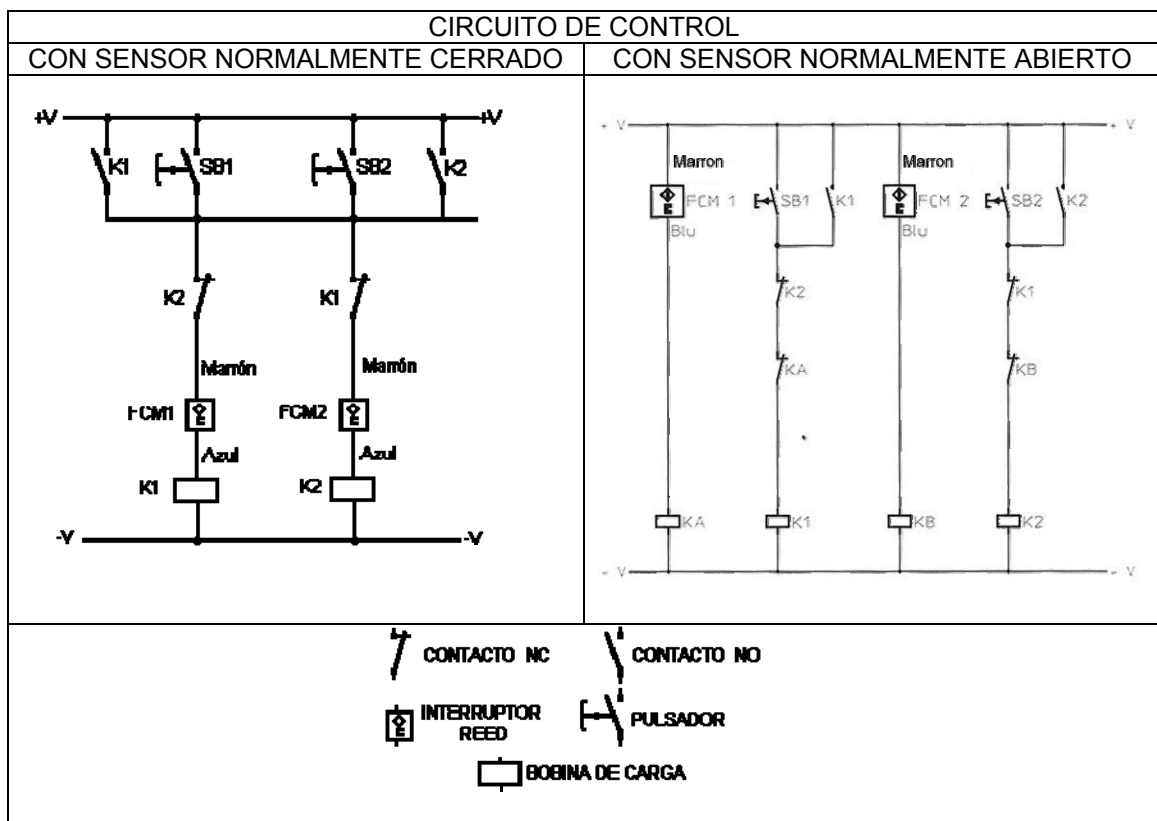 CIRCUITO DE CONTROL
CON SENSOR NORMALMENTE CERRADO
+V
+V
K1
SB1
SB2
K2
K2
K1
Marrón
Marrón
FCM1
FCM2
Azul
Azul
K1
K2
-V
-V
CON SENSOR NORMALMENTE ABIERTO
+ V
+ V
Marron
Marron
FCM 1
SB1
K1
FCM 2
SB2
K2
Blu
Blu
K2
K1
KA
KB
KA
K1
KB
K2
- V
- V
CONTACTO NC
CONTACTO NO
INTERRUPTOR
REED
PULSADOR
BOBINA DE CARGA